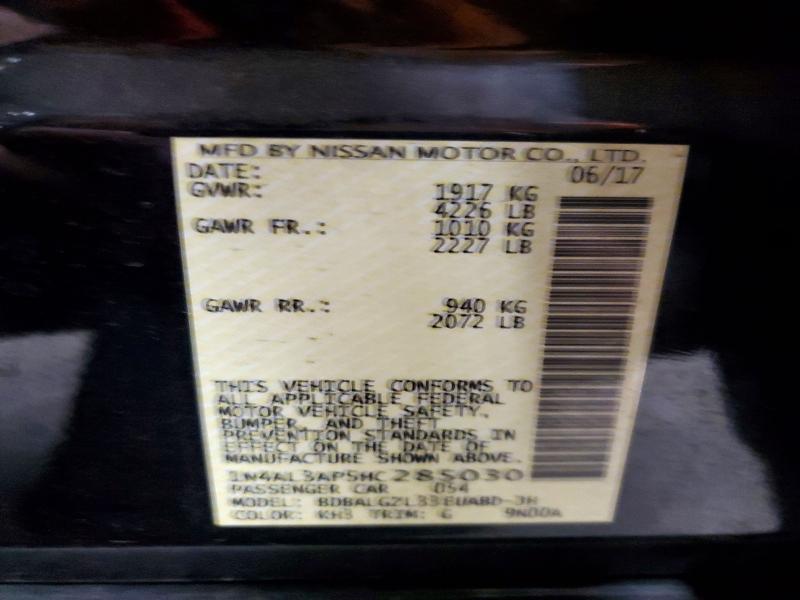 MFD BY NISSAN MOTOR CO., LTD.
DATE: 06/17
GVWR: 1917 KG
4226 LB
GAWR FR.: 1010 KG
2227 LB
GAWR RR.: 940 KG
2072 LB
THIS VEHICLE CONFORMS TO
ALL APPLICABLE FEDERAL
MOTOR VEHICLE SAFETY,
BUMPER, AND THEFT
PREVENTION STANDARDS IN
EFFECT ON THE DATE OF
MANUFACTURE SHOWN ABOVE.
1N4AL3AP5HC285030
PASSENGER CAR 054
MODEL:
COLOR: KH3 TRIM: G 9N00A